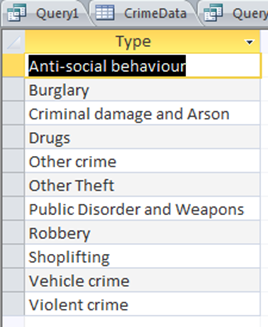 Query1 CrimeData Query
Type
Anti-social behaviour
Burglary
Criminal damage and Arson
Drugs
Other crime
Other Theft
Public Disorder and Weapons
Robbery
Shoplifting
Vehicle crime
Violent crime